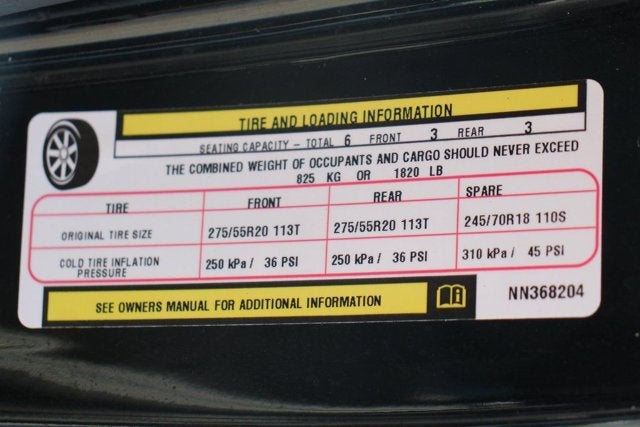 TIRE AND LOADING INFORMATION
SEATING CAPACITY - TOTAL 6 FRONT 3 REAR 3
THE COMBINED WEIGHT OF OCCUPANTS AND CARGO SHOULD NEVER EXCEED
825 KG OR 1820 LB
TIRE FRONT REAR SPARE
ORIGINAL TIRE SIZE 275/55R20 113T 275/55R20 113T 245/70R18 110S
COLD TIRE INFLATION PRESSURE 250 kPa / 36 PSI 250 kPa / 36 PSI 310 kPa / 45 PSI
SEE OWNERS MANUAL FOR ADDITIONAL INFORMATION
NN368204